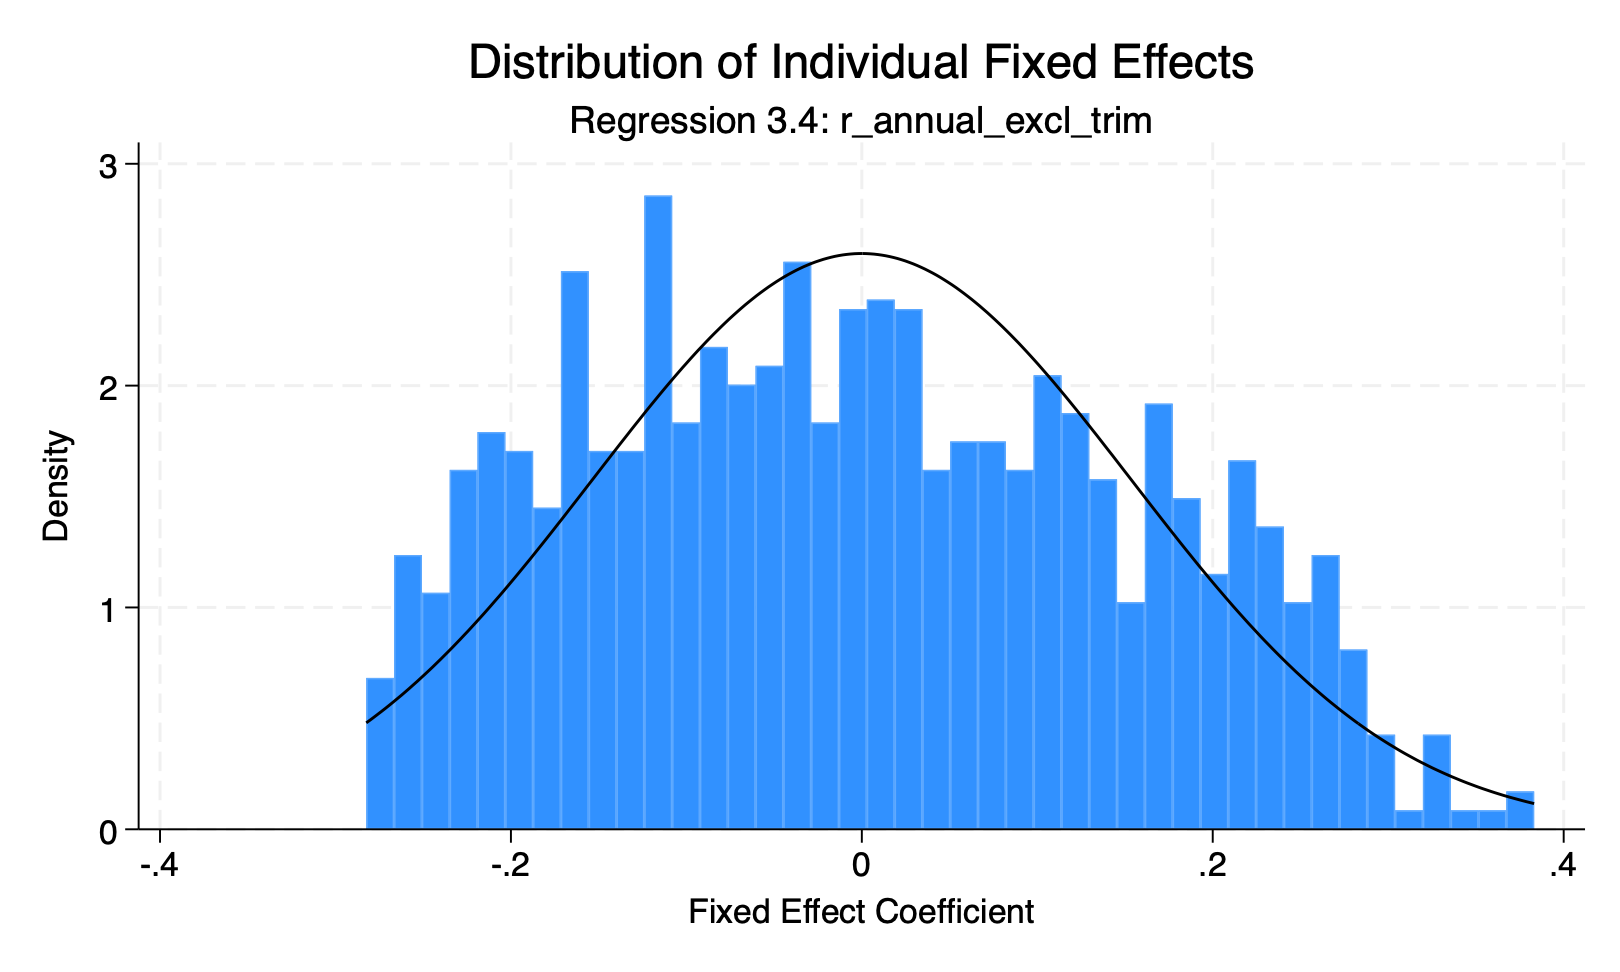 Distribution of Individual Fixed Effects
Regression 3.4: r_annual_excl_trim
3
2
1
0
Density
-.4 -.2 0 .2 .4
Fixed Effect Coefficient